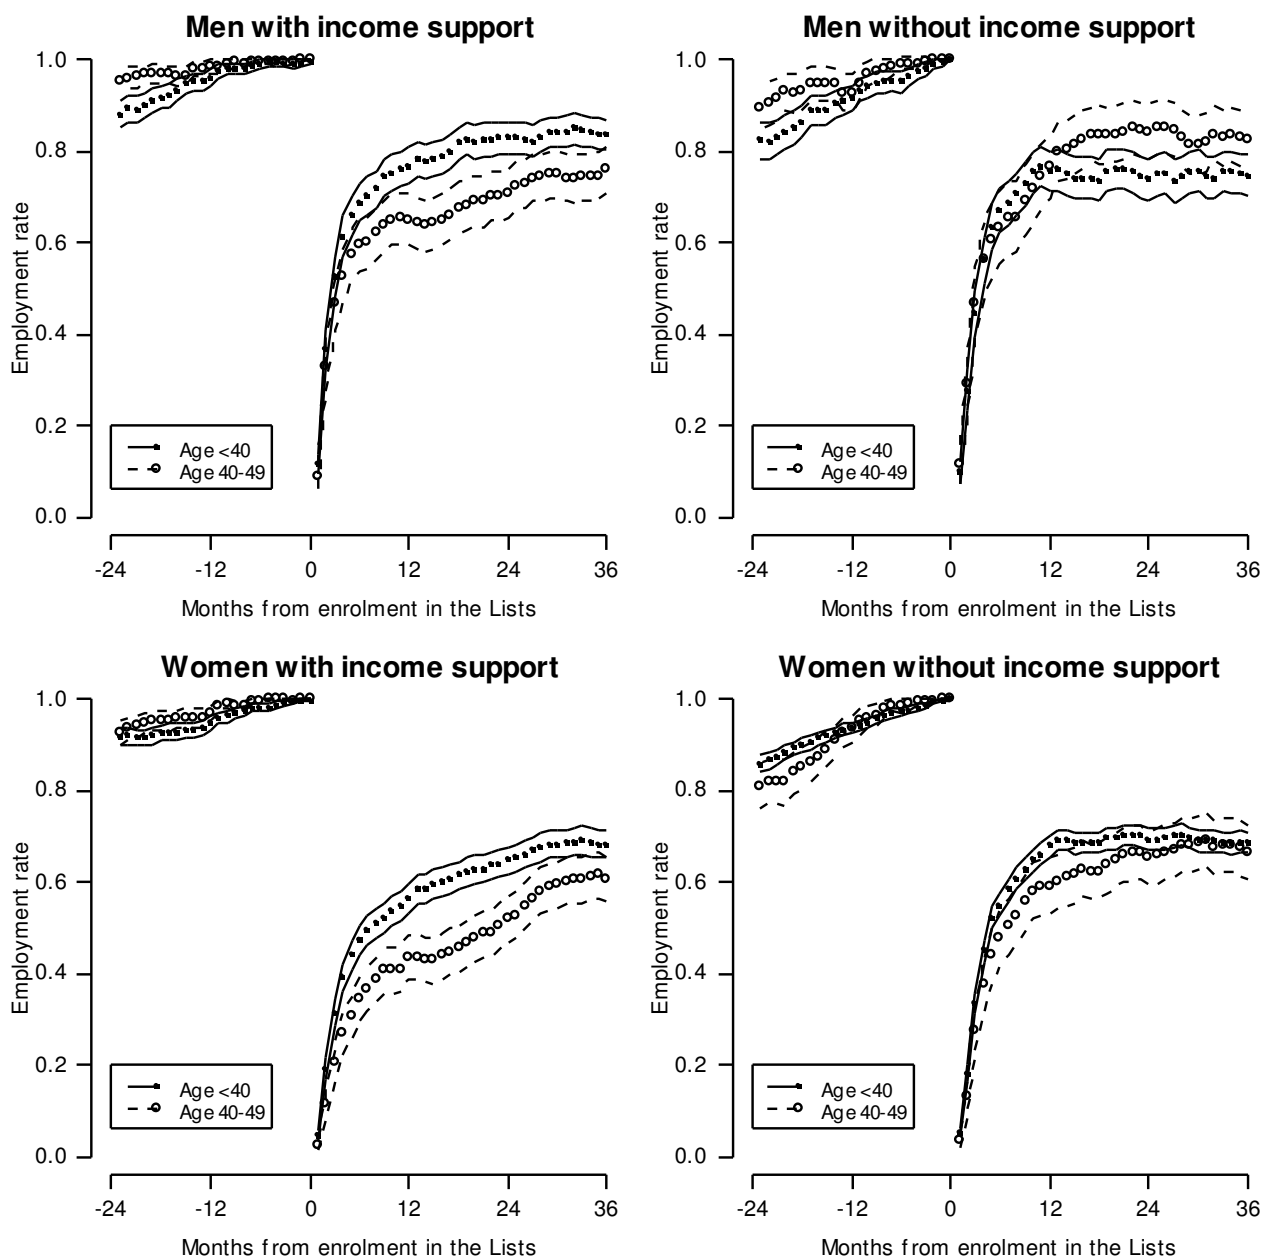 Men with income support
Men without income support
1.0
0.8
0.6
0.4
0.2
0.0
Employment rate
Age <40
Age 40-49
-24 -12 0 12 24 36
Months from enrolment in the Lists
1.0
0.8
0.6
0.4
0.2
0.0
Employment rate
Age <40
Age 40-49
-24 -12 0 12 24 36
Months from enrolment in the Lists
Women with income support
Women without income support
1.0
0.8
0.6
0.4
0.2
0.0
Employment rate
Age <40
Age 40-49
-24 -12 0 12 24 36
Months from enrolment in the Lists
1.0
0.8
0.6
0.4
0.2
0.0
Employment rate
Age <40
Age 40-49
-24 -12 0 12 24 36
Months from enrolment in the Lists